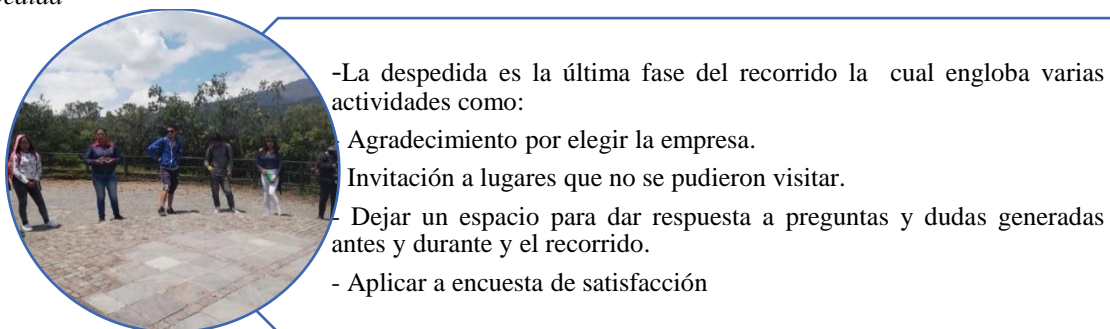 -La despedida es la última fase del recorrido la cual engloba varias
actividades como:
- Agradecimiento por elegir la empresa.
Invitación a lugares que no se pudieron visitar.
- Dejar un espacio para dar respuesta a preguntas y dudas generadas
antes y durante y el recorrido.
- Aplicar a encuesta de satisfacción